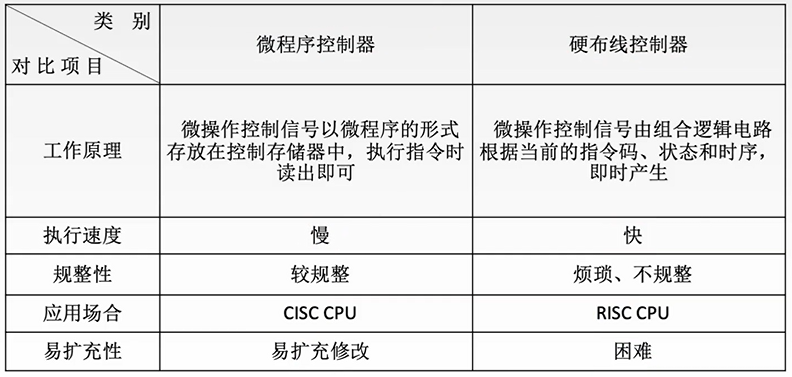 类 别
对比项目
微程序控制器
硬布线控制器
工作原理
微操作控制信号以微程序的形式
存放在控制存储器中，执行指令时
读出即可
微操作控制信号由组合逻辑电路
根据当前的指令码、状态和时序，
即时产生
执行速度
慢
快
规整性
较规整
烦琐、不规整
应用场合
CISC CPU
RISC CPU
易扩充性
易扩充修改
困难